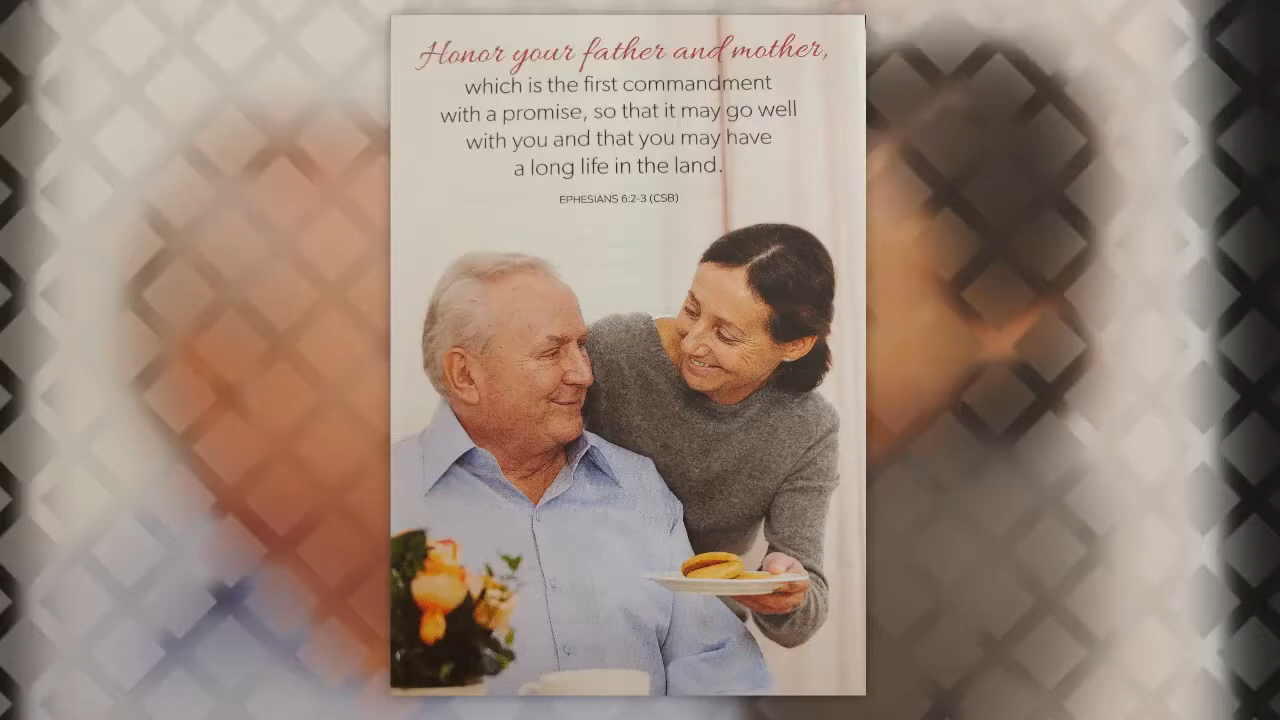 Honor your father and mother,
which is the first commandment
with a promise, so that it may go well
with you and that you may have
a long life in the land.
EPHESIANS 6:2-3 (CSB)